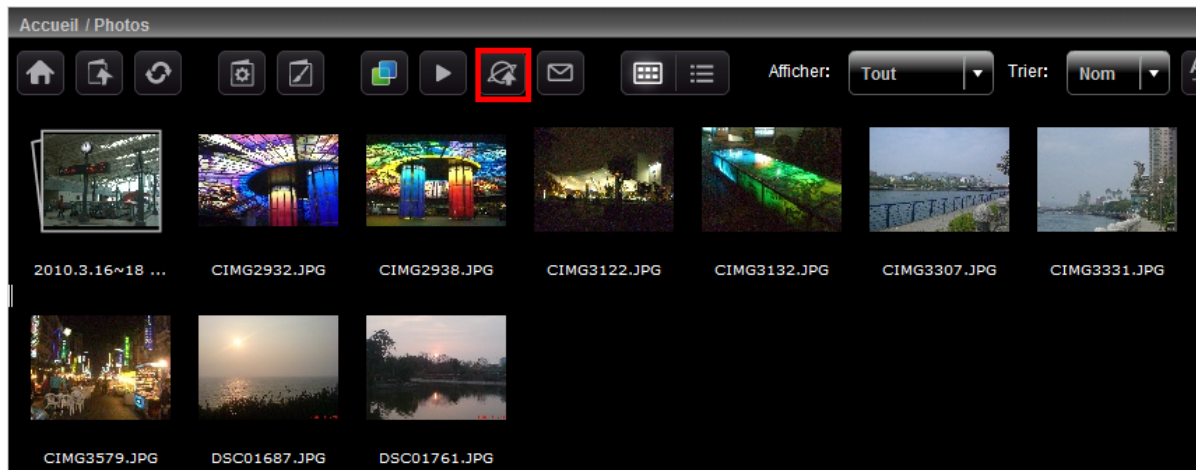 Accueil / Photos
Afficher: Tout Trier: Nom
2010.3.16~18 ... CIMG2932.JPG CIMG2938.JPG CIMG3122.JPG CIMG3132.JPG CIMG3307.JPG CIMG3331.JPG
CIMG3579.JPG DSC01687.JPG DSC01761.JPG